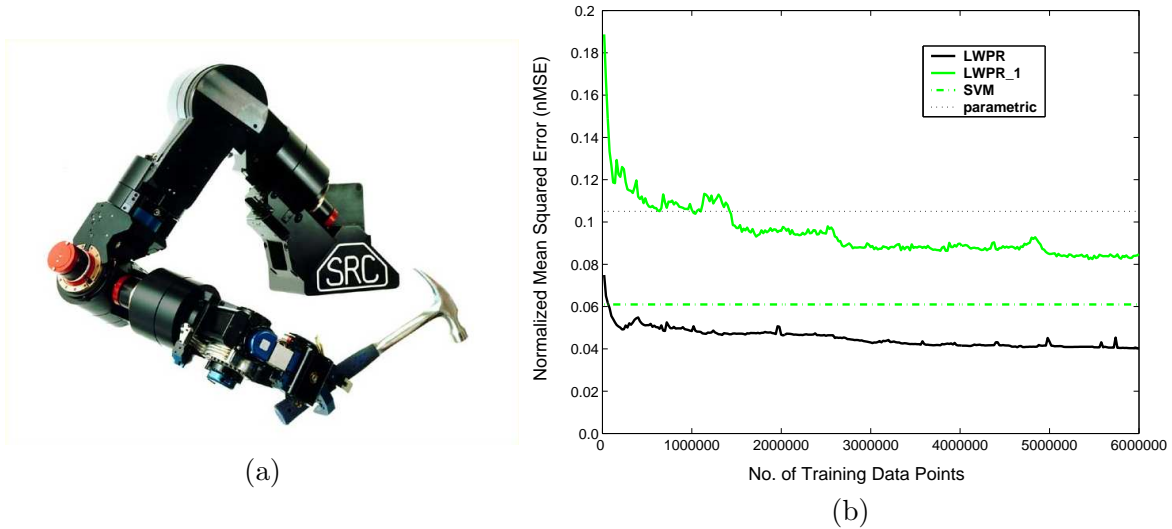 SRC
(a)
Normalized Mean Squared Error (nMSE)
0.2
0.18
0.16
0.14
0.12
0.1
0.08
0.06
0.04
0.02
0.0
LWPR
LWPR_1
SVM
parametric
0
1000000
2000000
3000000
4000000
5000000
6000000
No. of Training Data Points
(b)